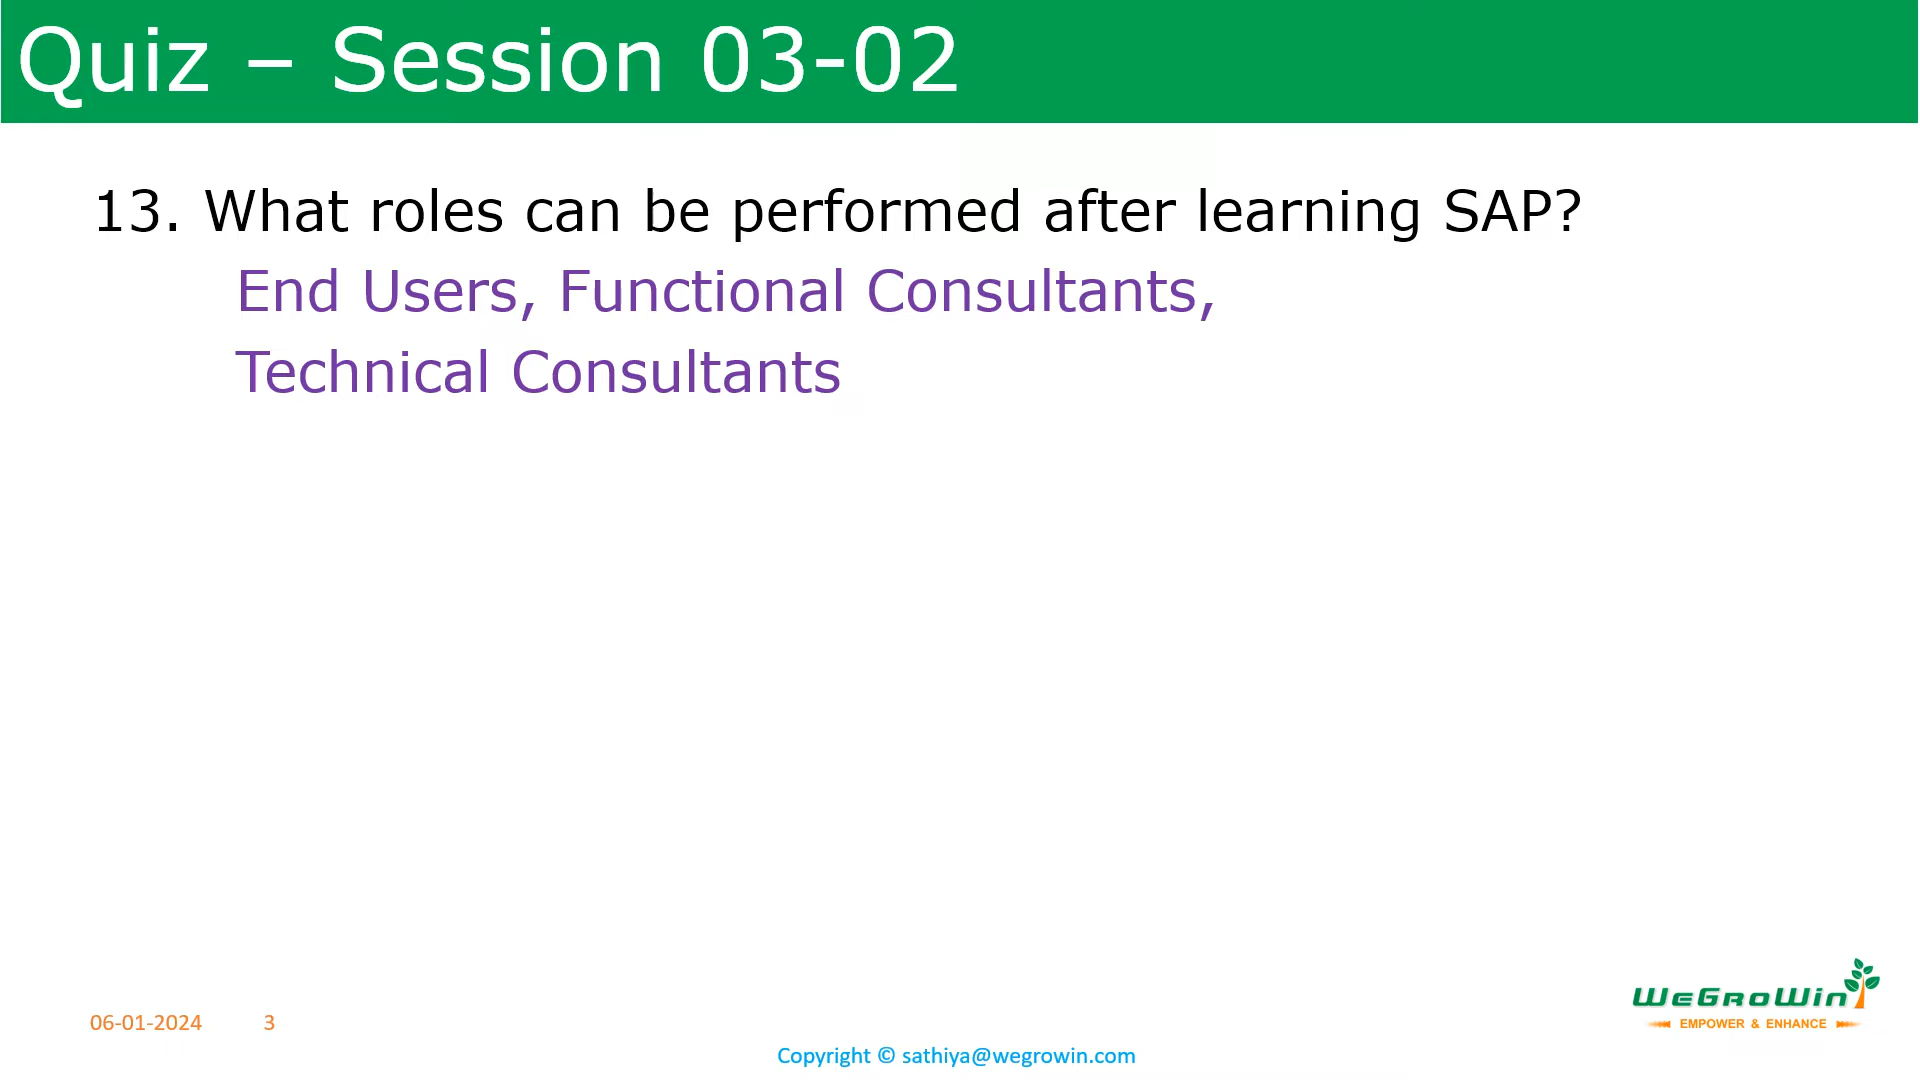 Quiz – Session 03-02
13. What roles can be performed after learning SAP?
End Users, Functional Consultants,
Technical Consultants
WeGroWin
EMPOWER & ENHANCE
06-01-2024 3
Copyright © sathiya@wegrowin.com